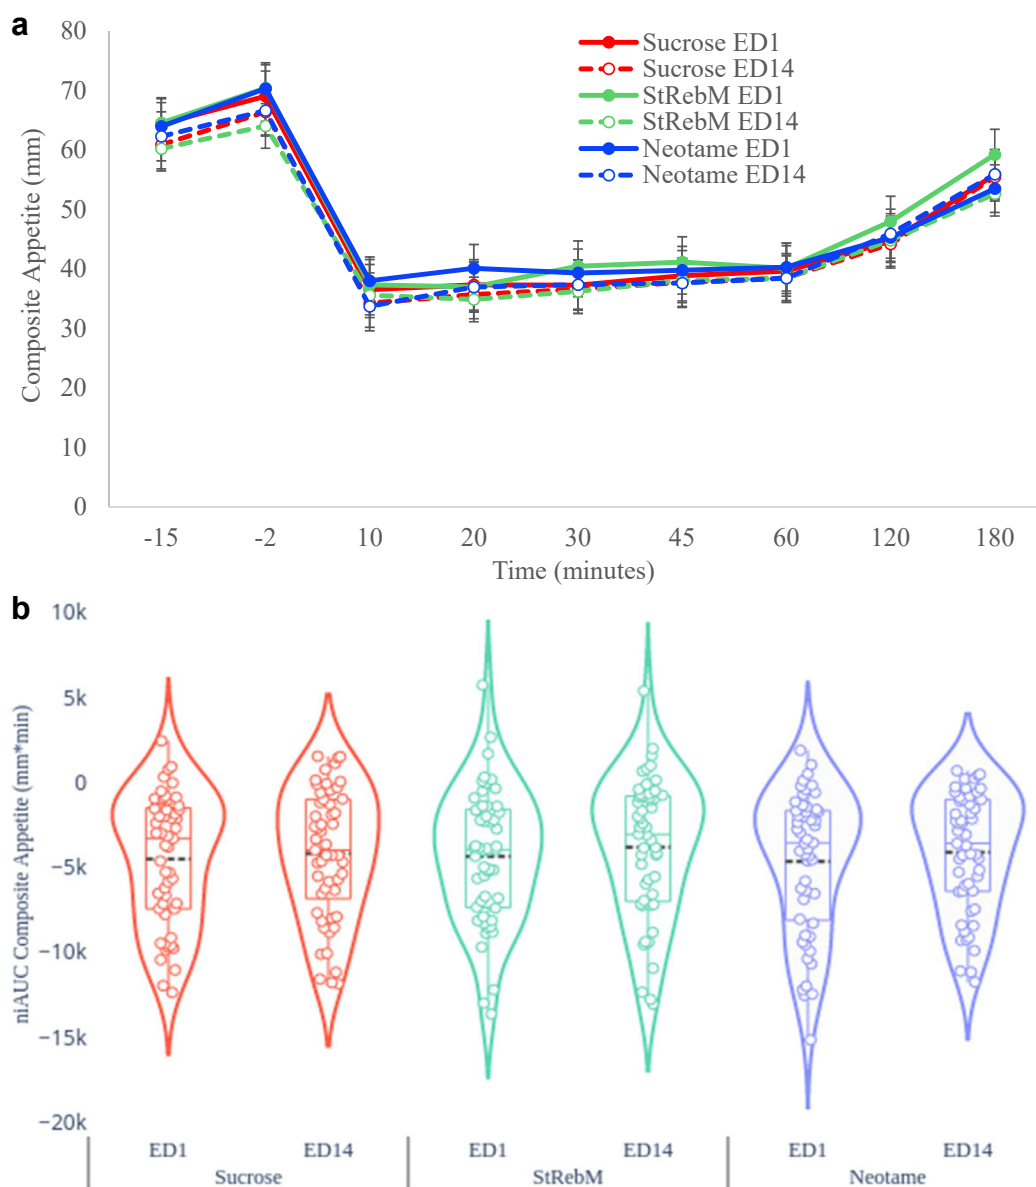 a
80
70
60
50
40
30
20
10
0
Composite Appetite (mm)
Sucrose ED1
Sucrose ED14
StRebM ED1
StRebM ED14
Neotame ED1
Neotame ED14
-15 -2 10 20 30 45 60 120 180
Time (minutes)
b
10k
5k
0
−5k
−10k
−15k
−20k
niAUC Composite Appetite (mm*min)
ED1 ED14 ED1 ED14 ED1 ED14
Sucrose StRebM Neotame